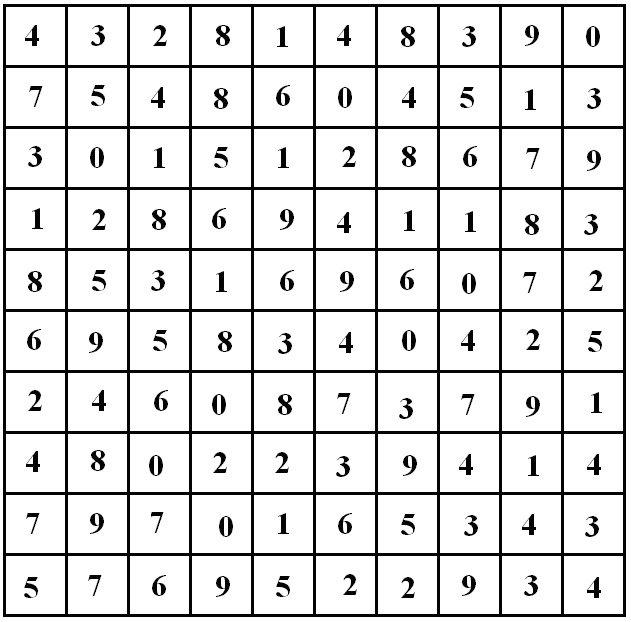 4 3 2 8 1 4 8 3 9 0
7 5 4 8 6 0 4 5 1 3
3 0 1 5 1 2 8 6 7 9
1 2 8 6 9 4 1 1 8 3
8 5 3 1 6 9 6 0 7 2
6 9 5 8 3 4 0 4 2 5
2 4 6 0 8 7 3 7 9 1
4 8 0 2 2 3 9 4 1 4
7 9 7 0 1 6 5 3 4 3
5 7 6 9 5 2 2 9 3 4